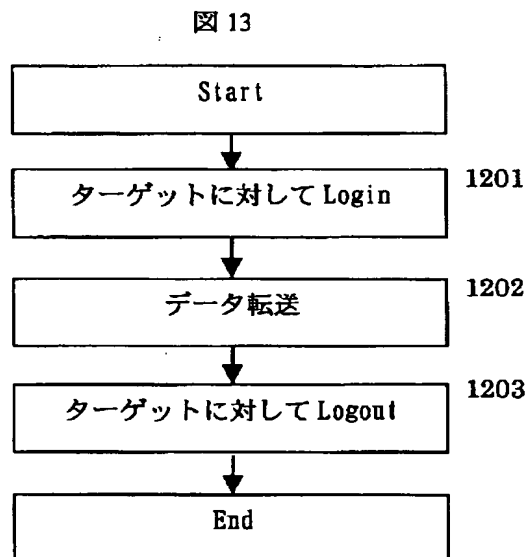 図 13
Start
ターゲットに対して Login
1201
データ転送
1202
ターゲットに対して Logout
1203
End